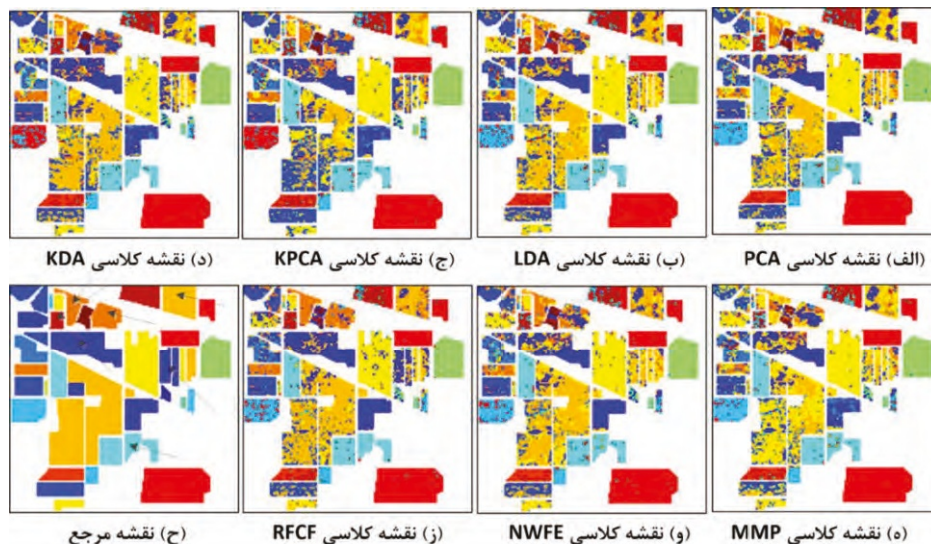 (الف) نقشه کلاسی PCA
(ب) نقشه کلاسی LDA
(ج) نقشه کلاسی KPCA
(د) نقشه کلاسی KDA
(ه) نقشه کلاسی MMP
(و) نقشه کلاسی NWFE
(ز) نقشه کلاسی RFCF
(ح) نقشه مرجع